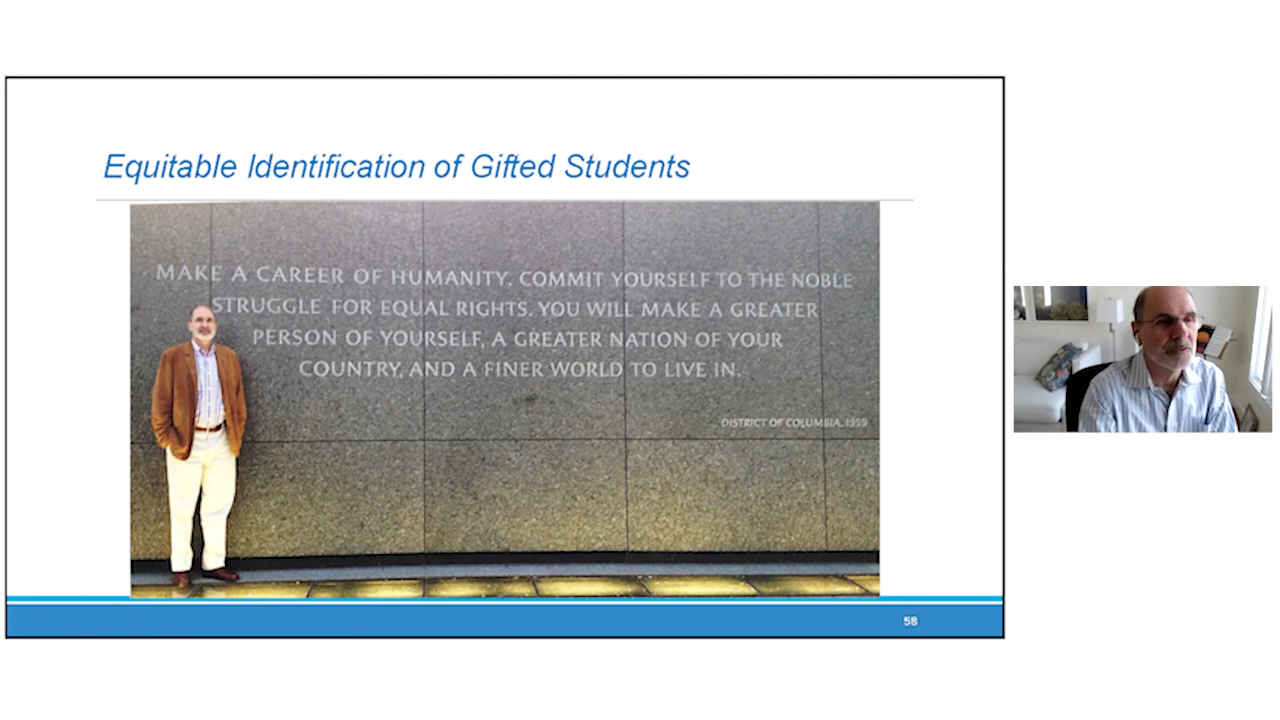 Equitable Identification of Gifted Students
MAKE A CAREER OF HUMANITY. COMMIT YOURSELF TO THE NOBLE
STRUGGLE FOR EQUAL RIGHTS. YOU WILL MAKE A GREATER
PERSON OF YOURSELF, A GREATER NATION OF YOUR
COUNTRY, AND A FINER WORLD TO LIVE IN.
DISTRICT OF COLUMBIA, 1959
58